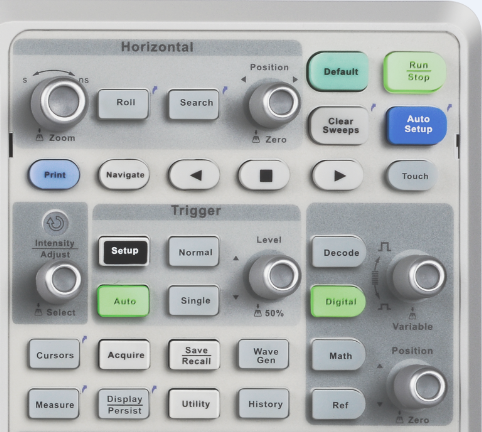 Horizontal
s
ns
Position
Default
Run
Stop
Roll
Search
Zoom
Zero
Clear
Sweeps
Auto
Setup
Print
Navigate
Touch
Trigger
Intensity
Adjust
Select
Setup
Normal
Level
Auto
Single
50%
Decode
Digital
Variable
Cursors
Acquire
Save
Recall
Wave
Gen
Math
Position
Measure
Display
Persist
Utility
History
Ref
Zero